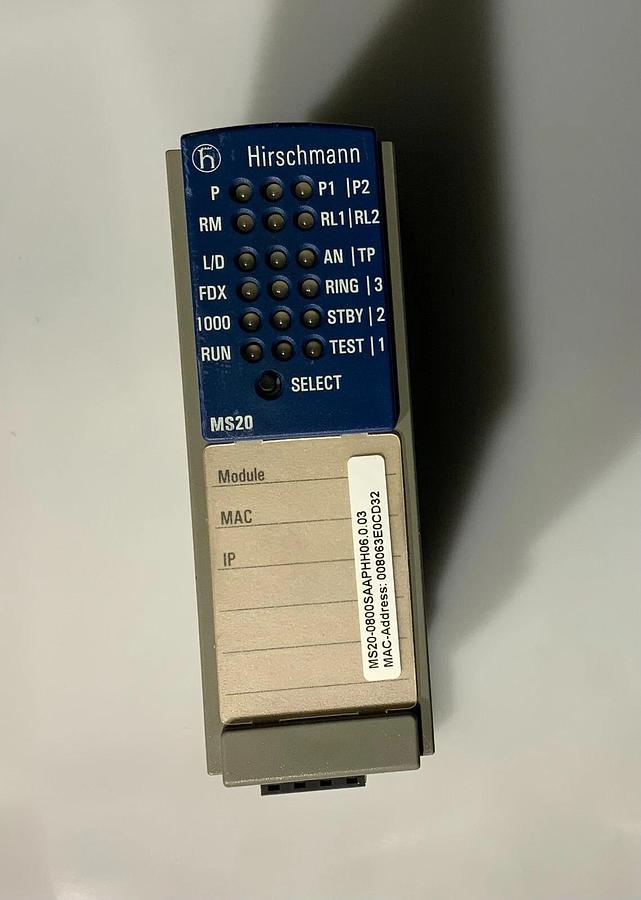 Hirschmann
P P1 |P2
RM RL1|RL2
L/D AN |TP
FDX RING |3
1000 STBY |2
RUN TEST |1
SELECT
MS20
Module
MAC
IP
MS20-0800SAAPHH06.0.03
MAC-Address: 008063E0CD32